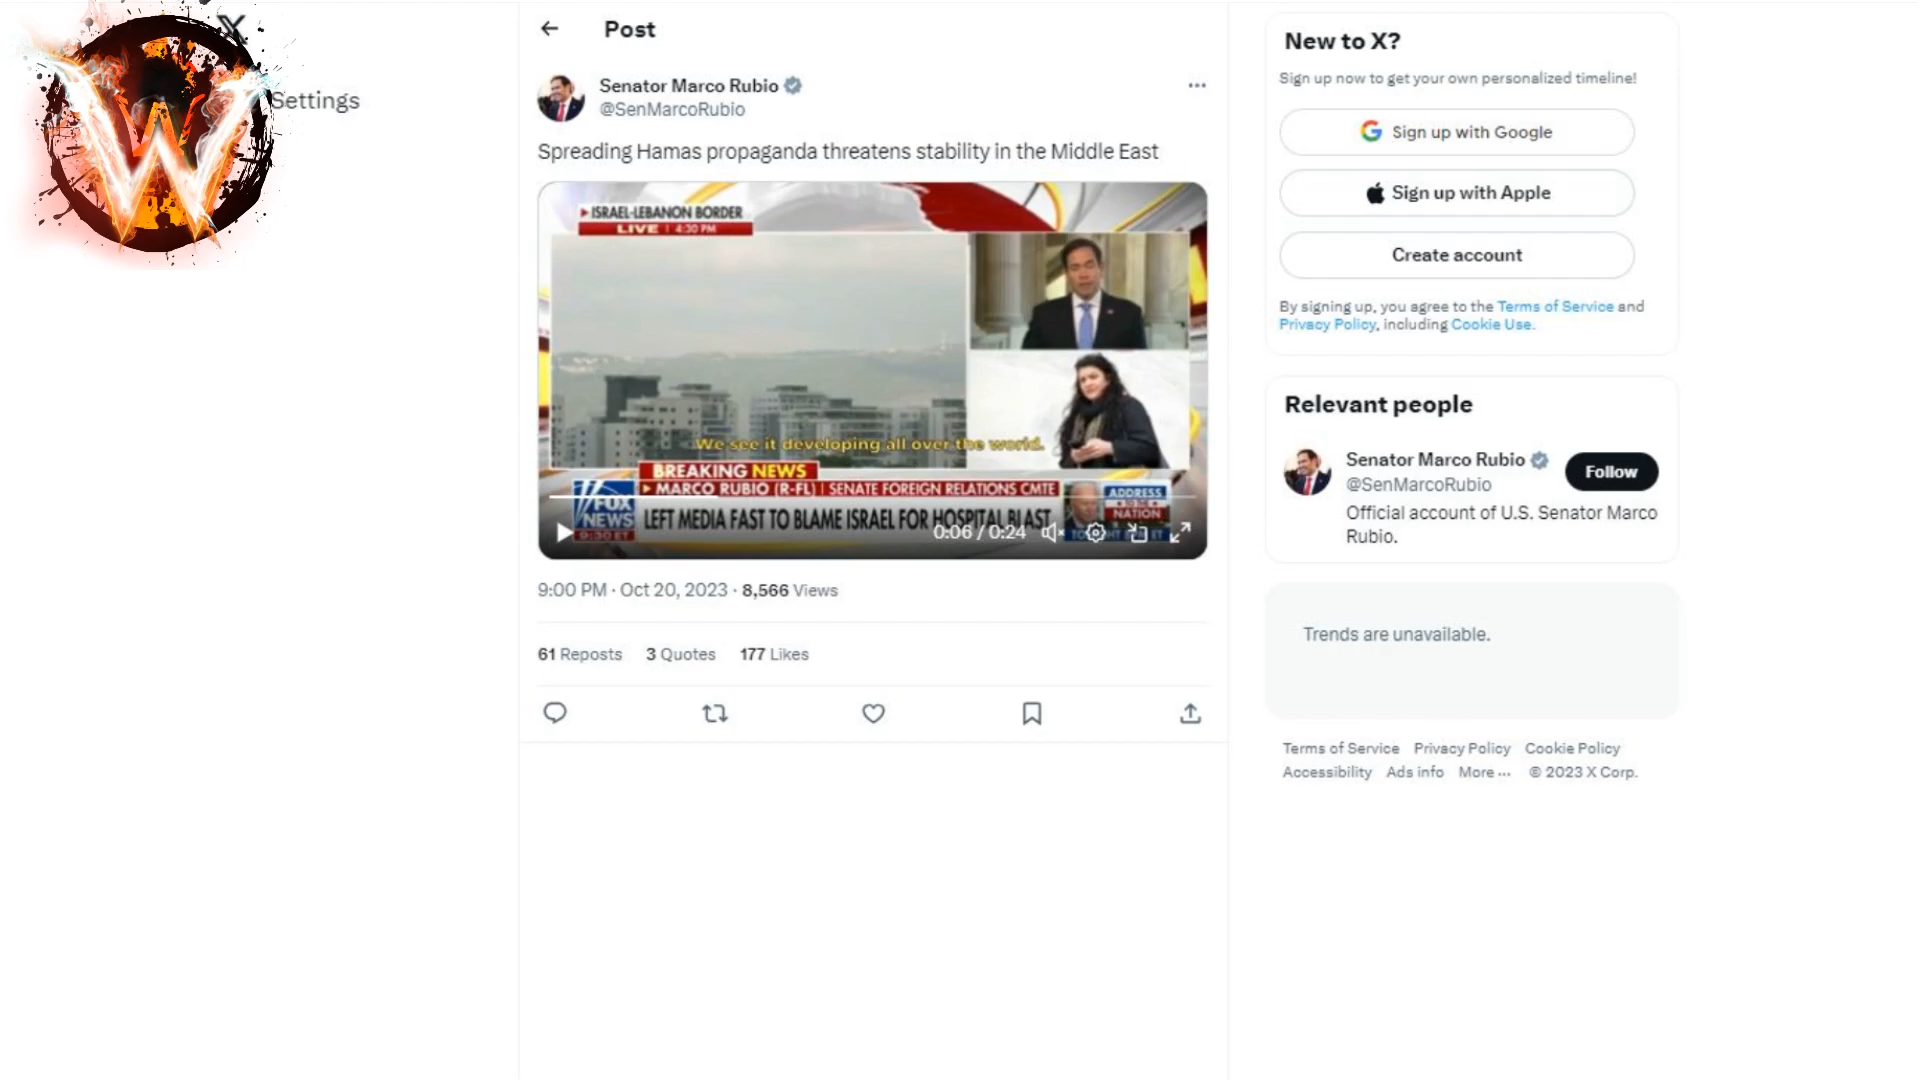 Settings
Post
Senator Marco Rubio
@SenMarcoRubio
Spreading Hamas propaganda threatens stability in the Middle East
ISRAEL-LEBANON BORDER
LIVE | 4:30 PM
We see it developing all over the world.
BREAKING NEWS
MARCO RUBIO (R-FL) | SENATE FOREIGN RELATIONS CMTE
LEFT MEDIA FAST TO BLAME ISRAEL FOR HOSPITAL BLAST
FOX
NEWS
9:30 ET
ADDRESS
TO THE
NATION
0:06 / 0:24
9:00 PM · Oct 20, 2023 · 8,566 Views
61 Reposts 3 Quotes 177 Likes
New to X?
Sign up now to get your own personalized timeline!
Sign up with Google
Sign up with Apple
Create account
By signing up, you agree to the Terms of Service and
Privacy Policy, including Cookie Use.
Relevant people
Senator Marco Rubio
@SenMarcoRubio
Follow
Official account of U.S. Senator Marco
Rubio.
Trends are unavailable.
Terms of Service Privacy Policy Cookie Policy
Accessibility Ads info More ··· © 2023 X Corp.
W